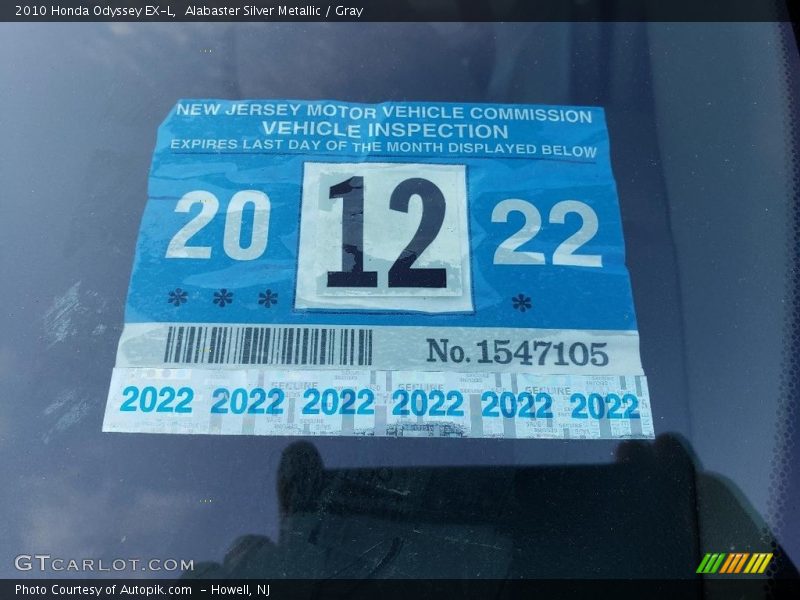 2010 Honda Odyssey EX-L, Alabaster Silver Metallic / Gray
NEW JERSEY MOTOR VEHICLE COMMISSION
VEHICLE INSPECTION
EXPIRES LAST DAY OF THE MONTH DISPLAYED BELOW
20 12 22
* * * *
No. 1547105
2022 2022 2022 2022 2022 2022
GTCARLOT.COM
Photo Courtesy of Autopik.com - Howell, NJ